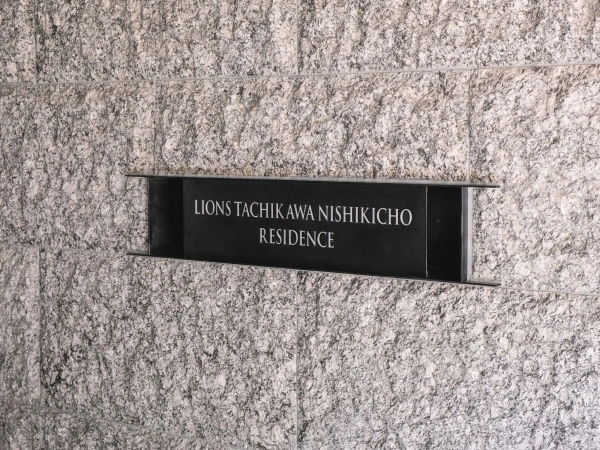 LIONS TACHIKAWA NISHIKICHO
RESIDENCE